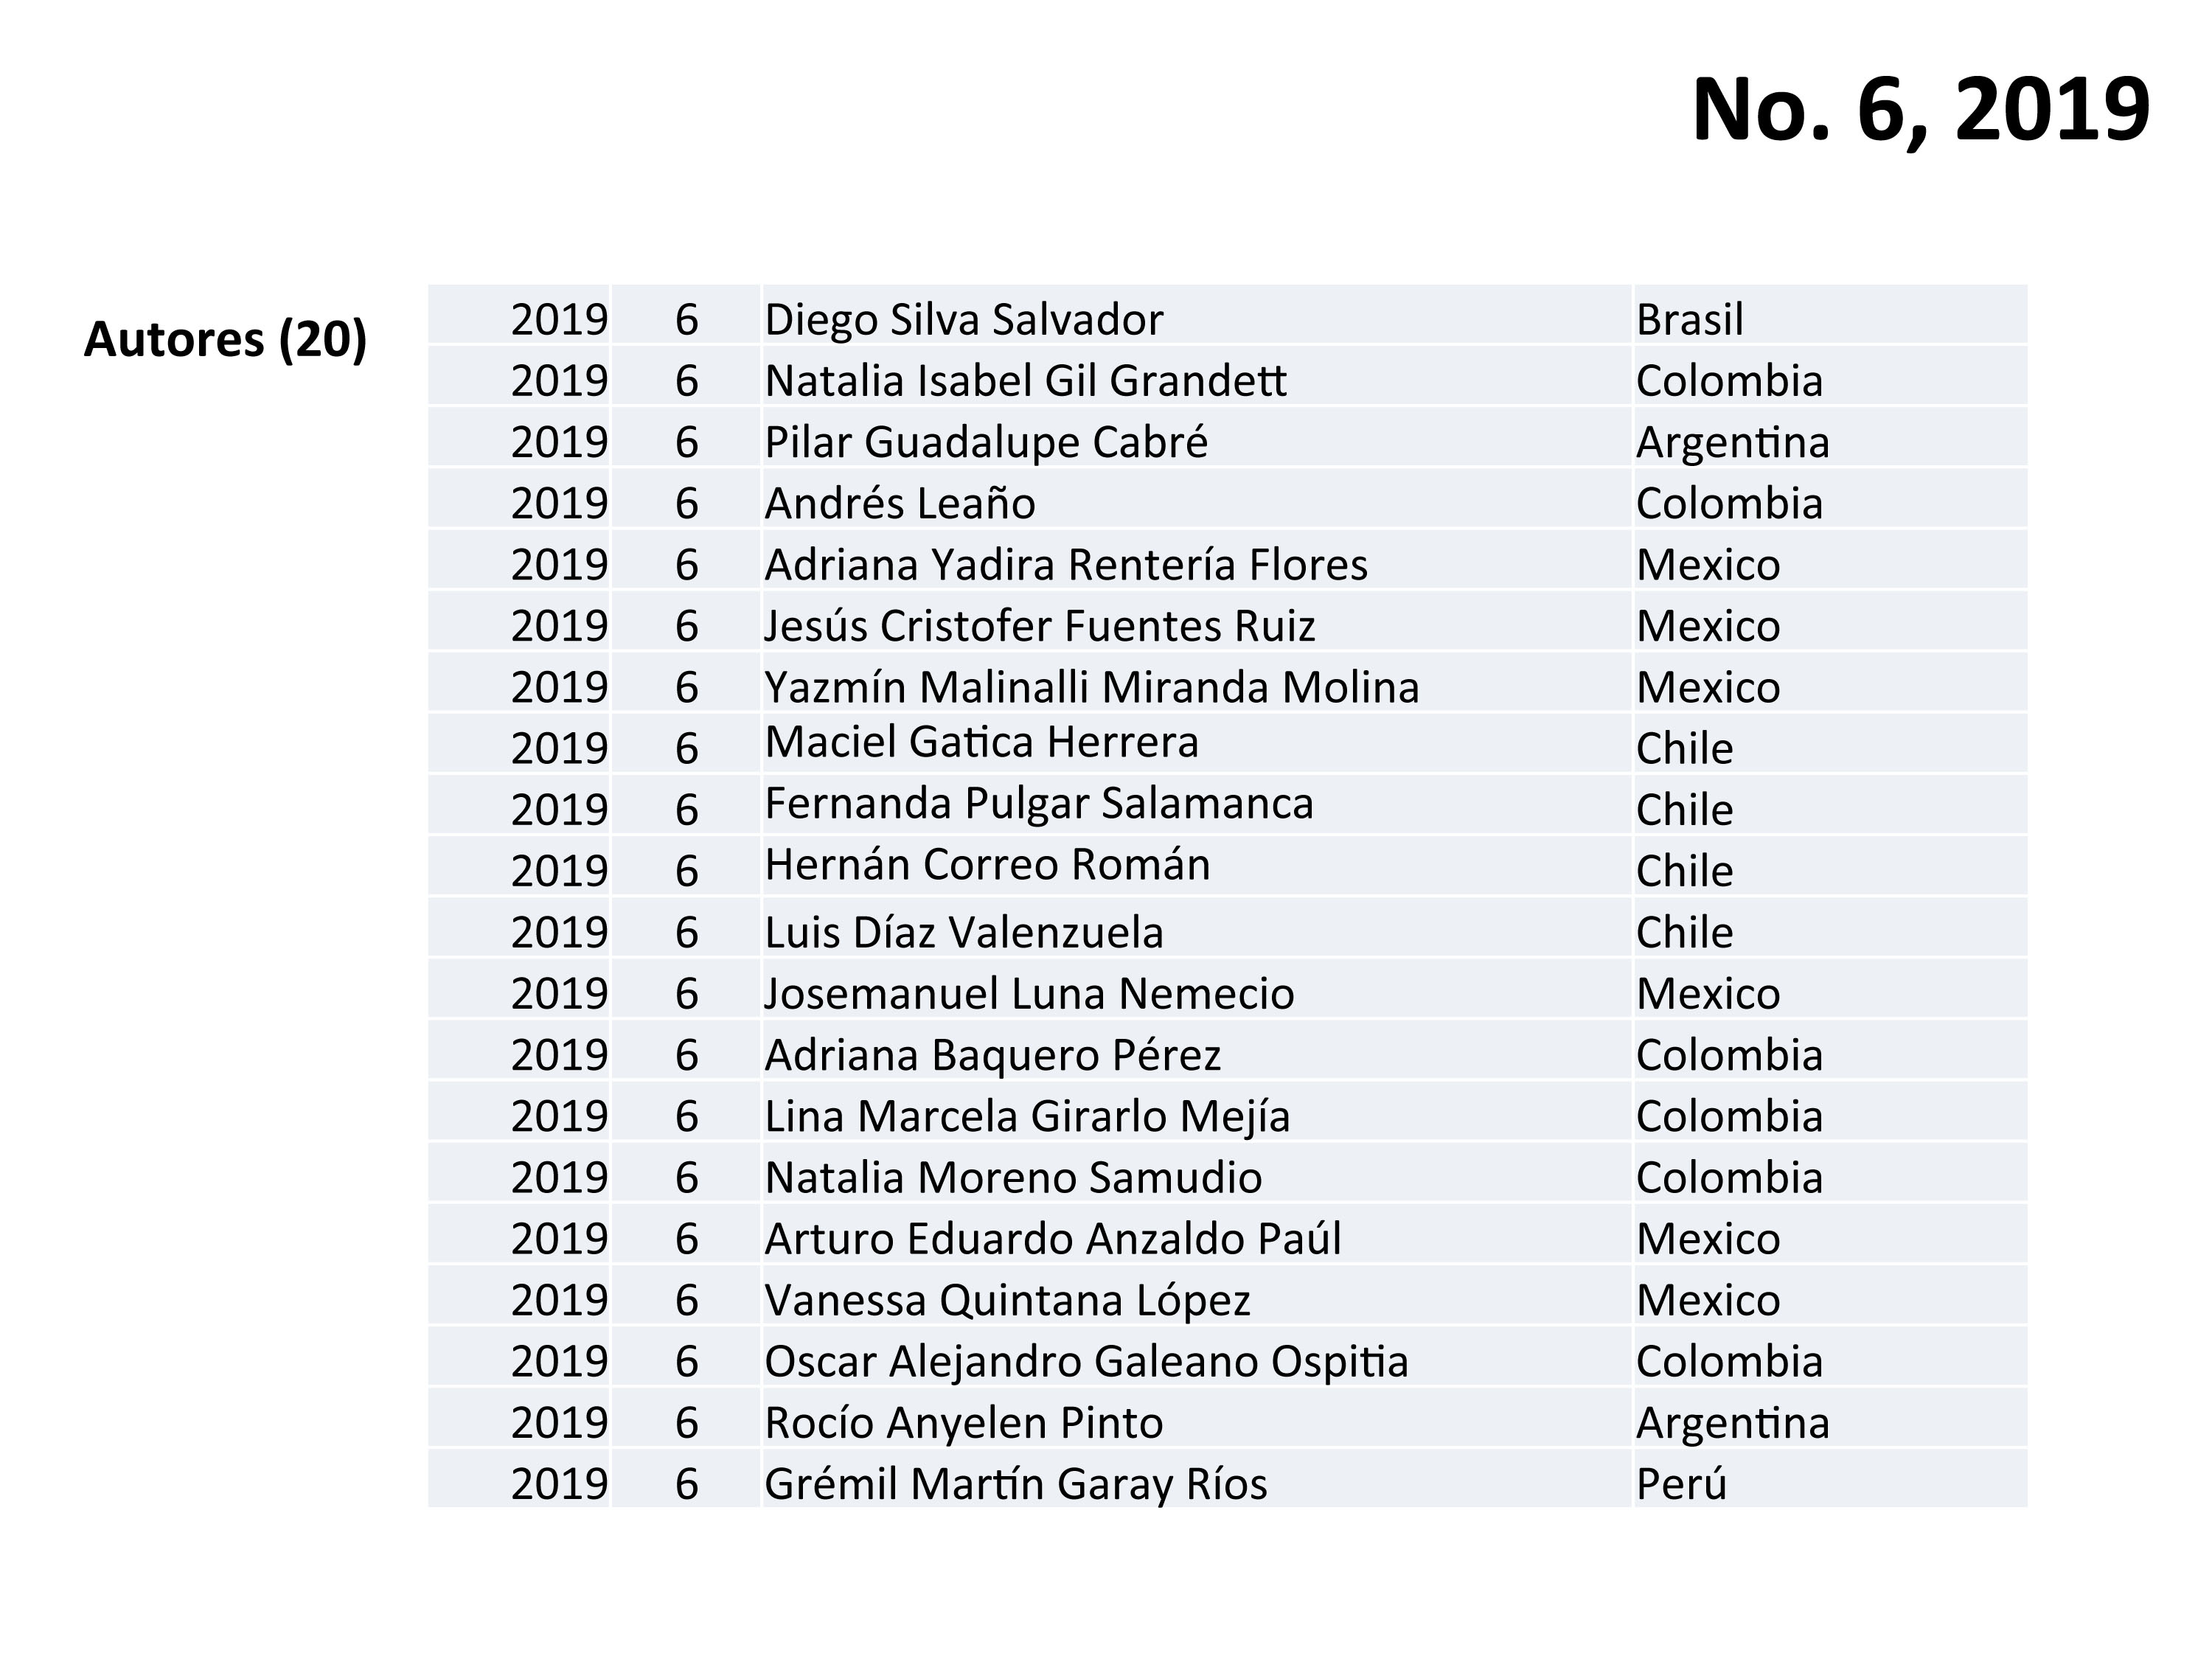 No. 6, 2019
Autores (20)
2019 6 Diego Silva Salvador Brasil
2019 6 Natalia Isabel Gil Grandett Colombia
2019 6 Pilar Guadalupe Cabré Argentina
2019 6 Andrés Leaño Colombia
2019 6 Adriana Yadira Rentería Flores Mexico
2019 6 Jesús Cristofer Fuentes Ruiz Mexico
2019 6 Yazmín Malinalli Miranda Molina Mexico
2019 6 Maciel Gatica Herrera Chile
2019 6 Fernanda Pulgar Salamanca Chile
2019 6 Hernán Correo Román Chile
2019 6 Luis Díaz Valenzuela Chile
2019 6 Josemanuel Luna Nemecio Mexico
2019 6 Adriana Baquero Pérez Colombia
2019 6 Lina Marcela Girarlo Mejía Colombia
2019 6 Natalia Moreno Samudio Colombia
2019 6 Arturo Eduardo Anzaldo Paúl Mexico
2019 6 Vanessa Quintana López Mexico
2019 6 Oscar Alejandro Galeano Ospitia Colombia
2019 6 Rocío Anyelen Pinto Argentina
2019 6 Grémil Martín Garay Ríos Perú